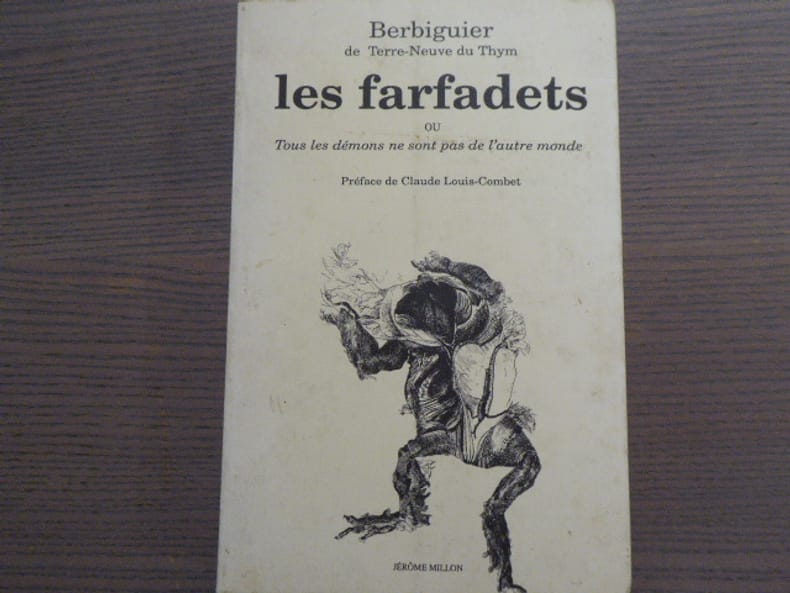 Berbiguier
de Terre-Neuve du Thym
les farfadets
OU
Tous les démons ne sont pas de l'autre monde
Préface de Claude Louis-Combet
JÉRÔME MILLON